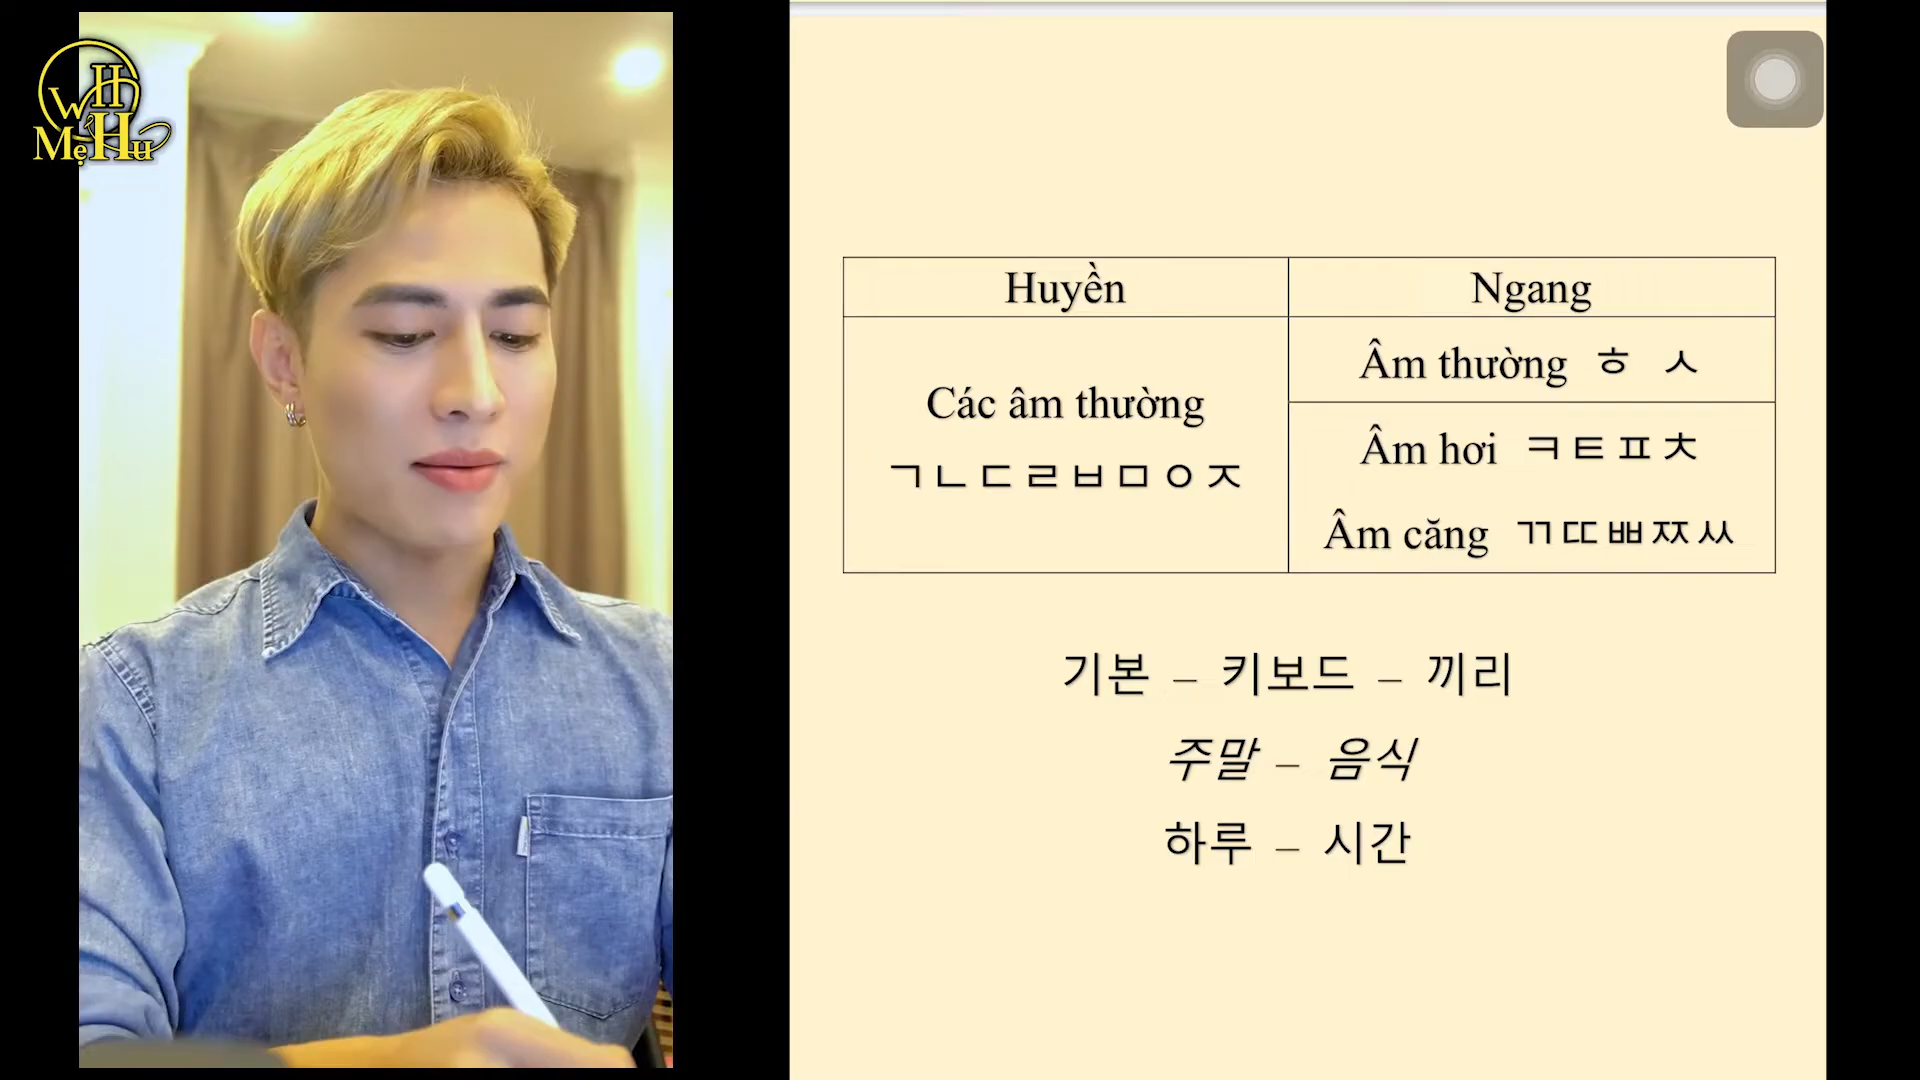 WHH
MẹHu
Huyền
Ngang
Các âm thường
ㄱㄴㄷㄹㅂㅁㅇㅈ
Âm thường ㅎ ㅅ
Âm hơi ㅋㅌㅍㅊ
Âm căng ㄲㄸㅃㅉㅆ
기본 – 키보드 – 끼리
주말 – 음식
하루 – 시간